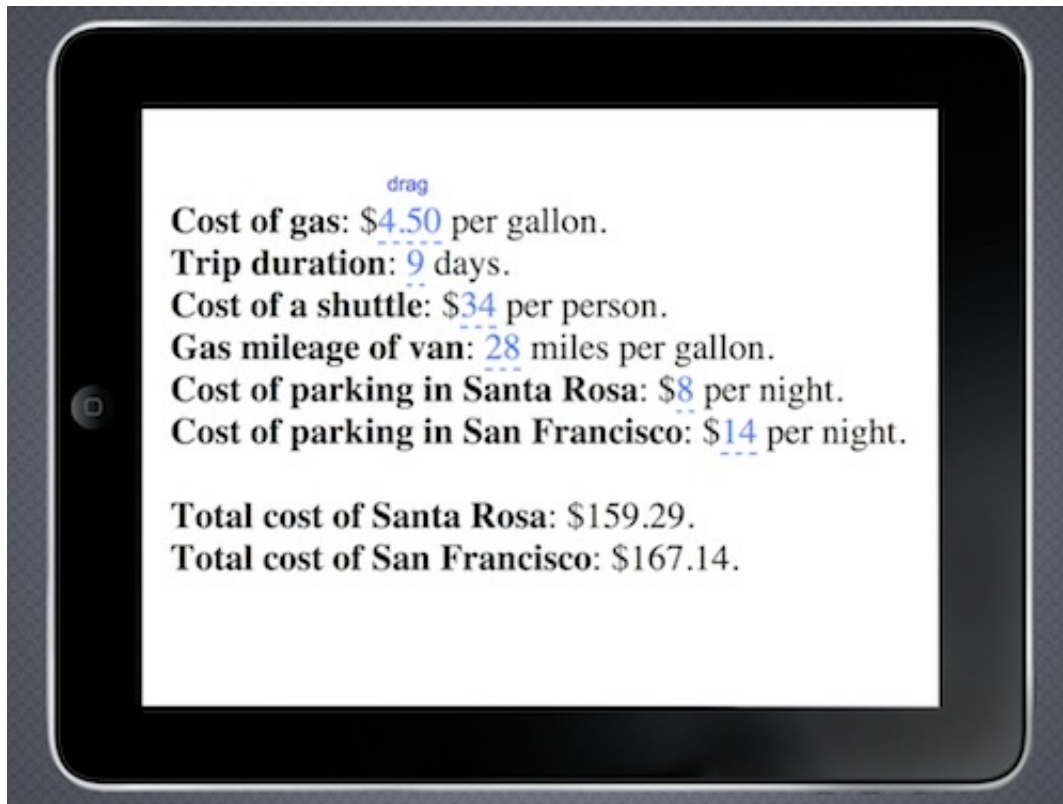 drag
Cost of gas: $4.50 per gallon.
Trip duration: 9 days.
Cost of a shuttle: $34 per person.
Gas mileage of van: 28 miles per gallon.
Cost of parking in Santa Rosa: $8 per night.
Cost of parking in San Francisco: $14 per night.
Total cost of Santa Rosa: $159.29.
Total cost of San Francisco: $167.14.